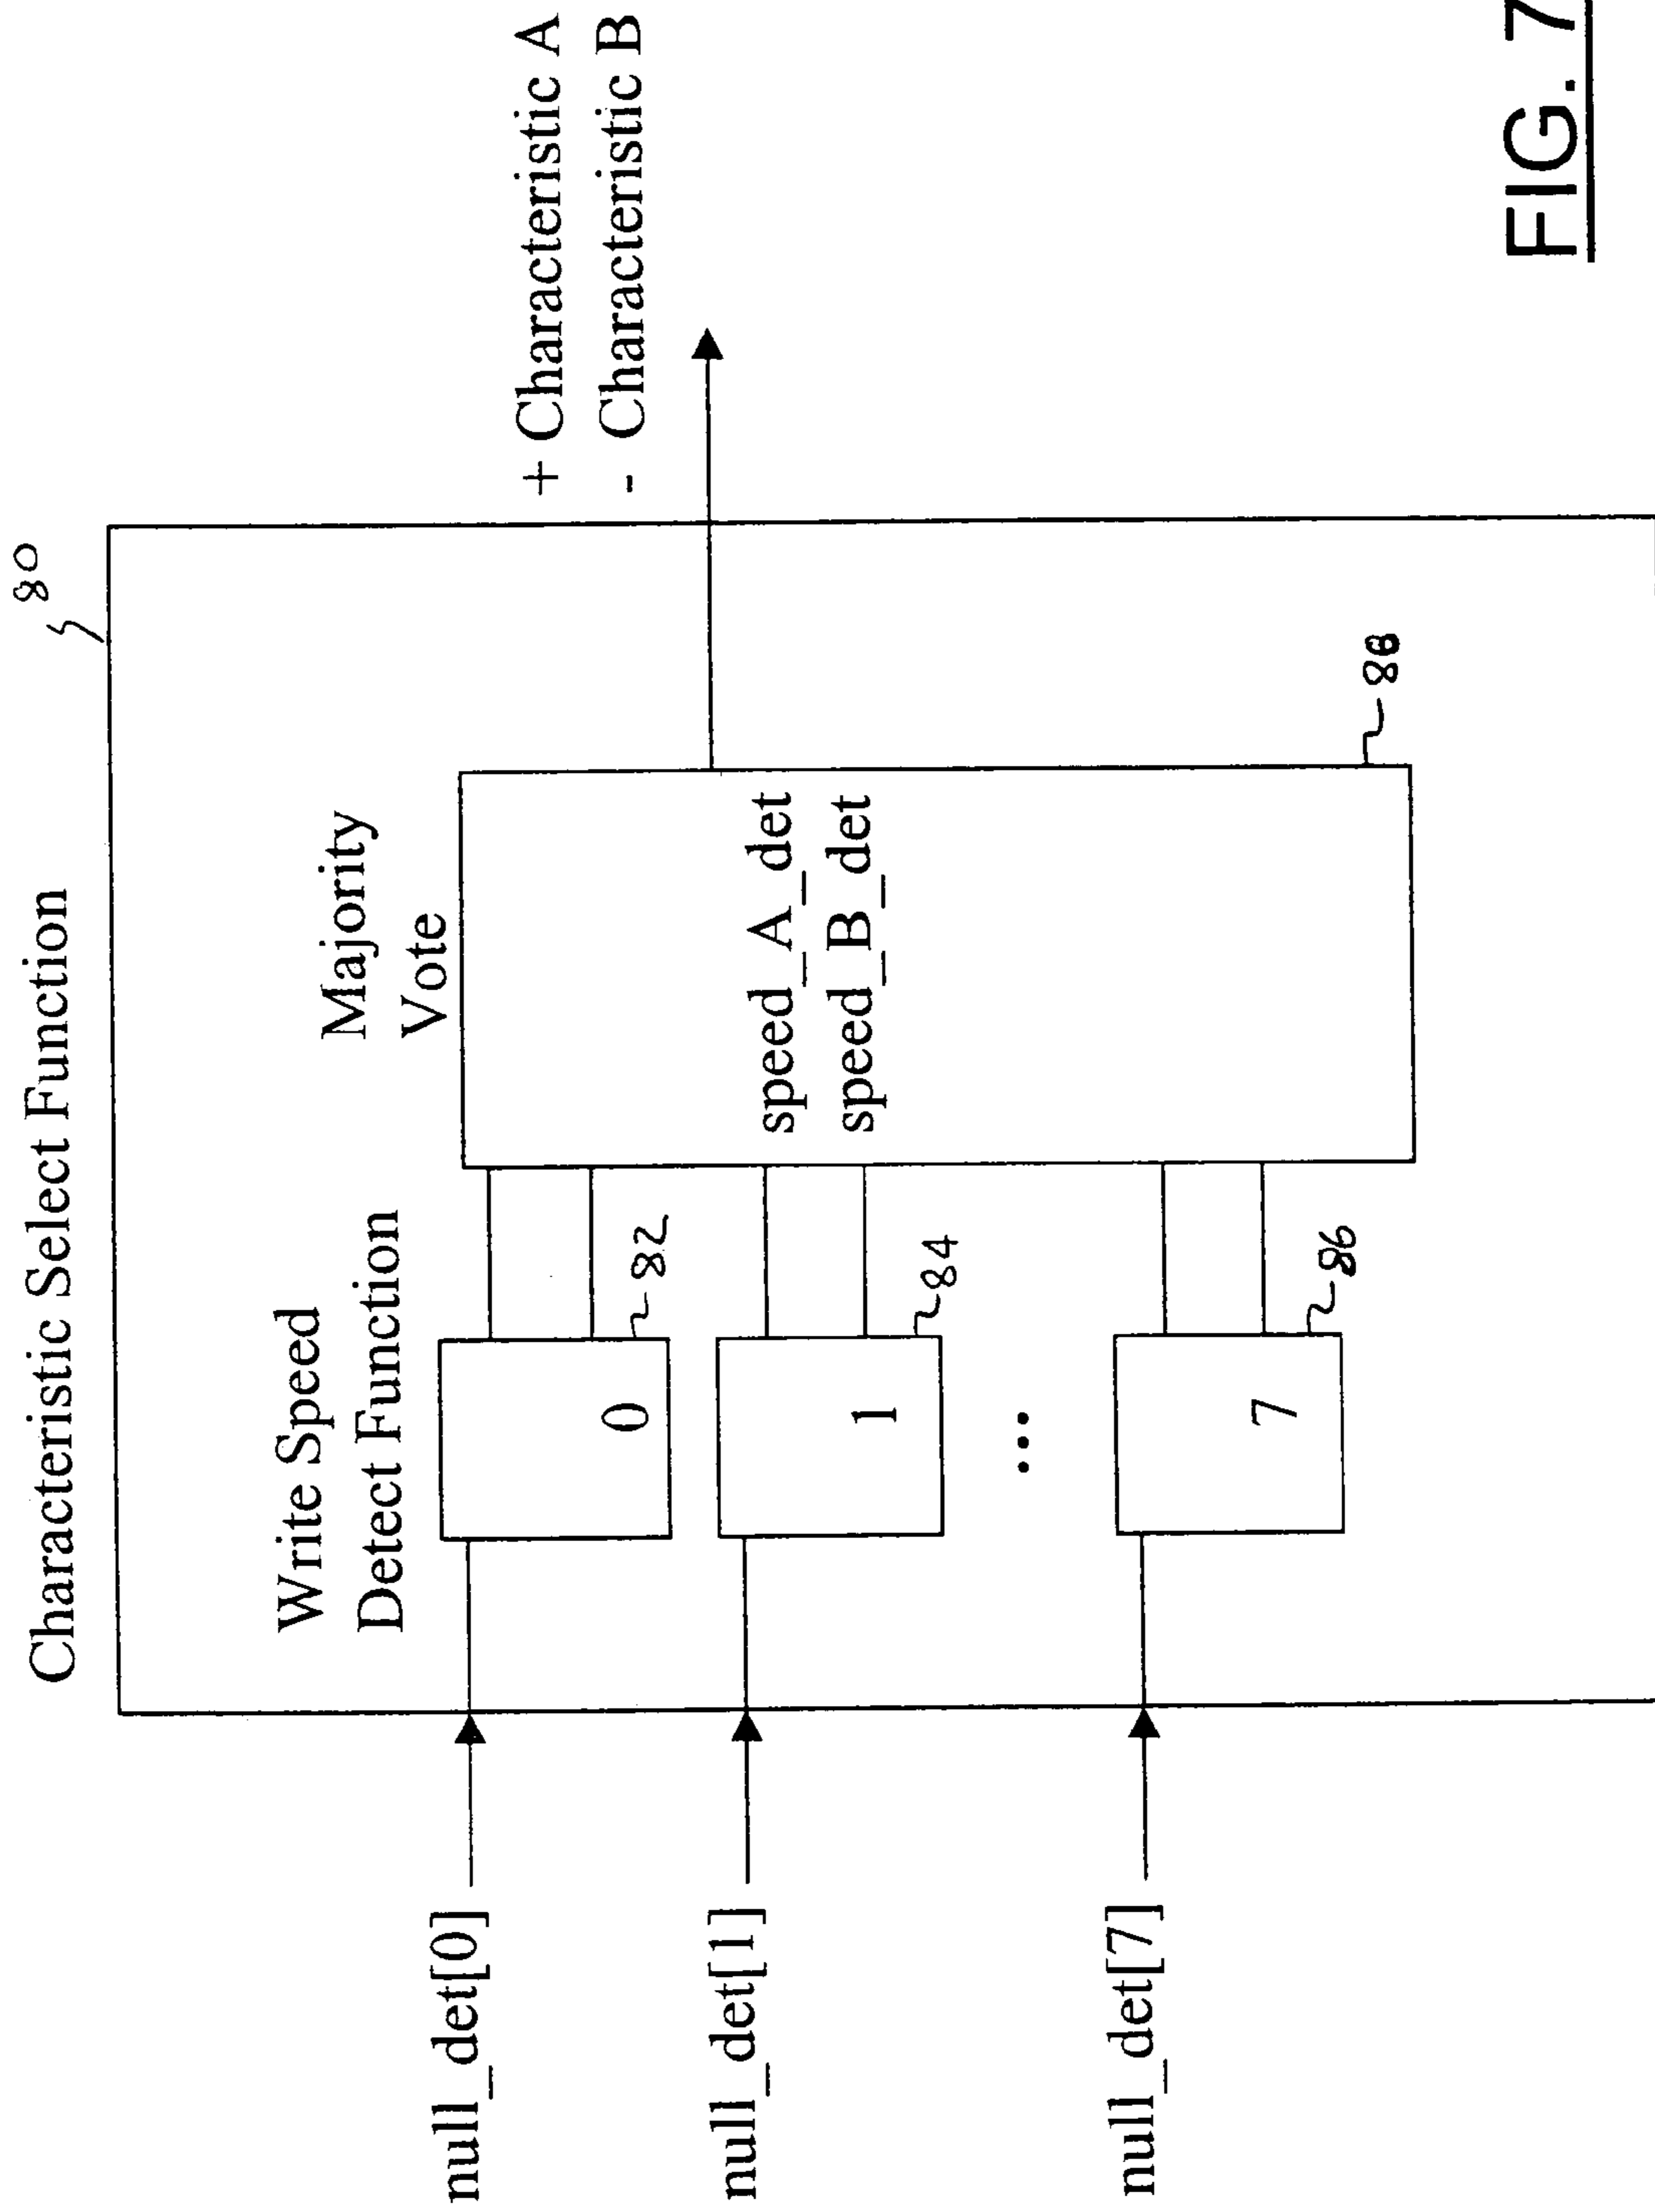 Characteristic Select Function
80
Write Speed
Detect Function
Majority
Vote
+ Characteristic A
- Characteristic B
null_det[0]
0
82
null_det[1]
1
84
speed_A_det
speed_B_det
...
null_det[7]
7
86
FIG. 7